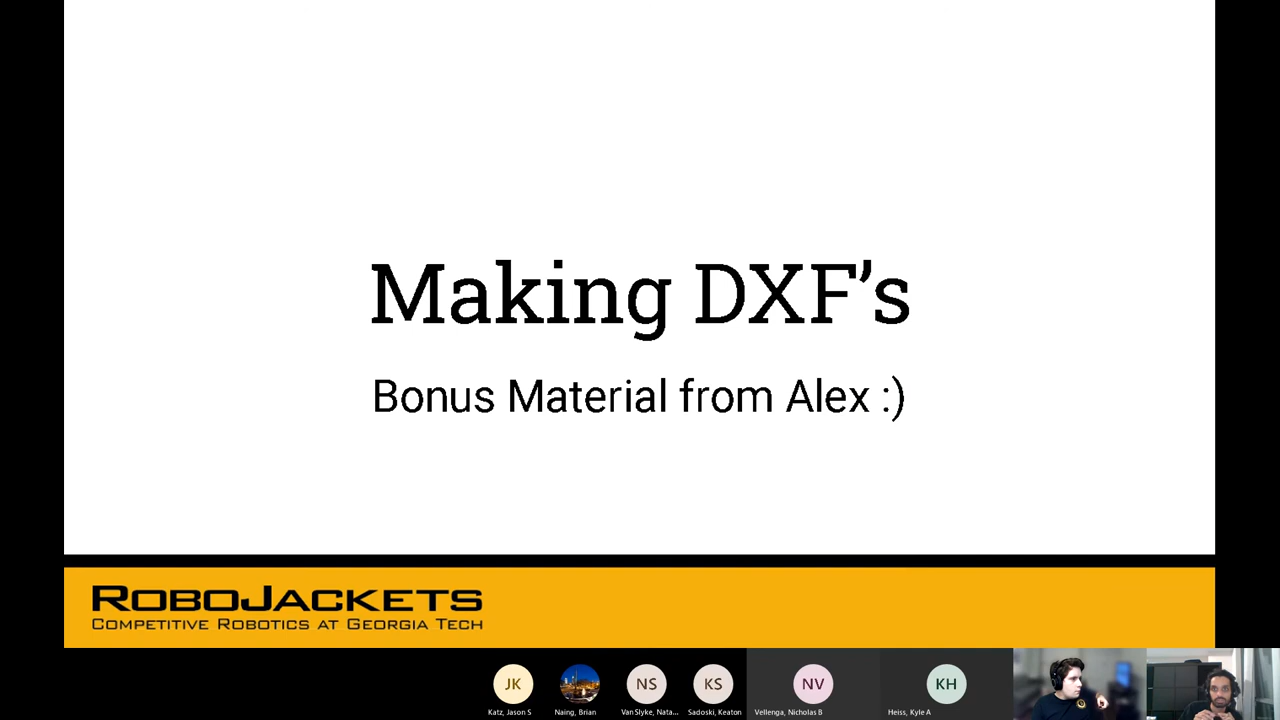 Making DXF’s
Bonus Material from Alex :)
ROBOJACKETS
COMPETITIVE ROBOTICS AT GEORGIA TECH
JK
NS
KS
NV
KH
Katz, Jason S
Naing, Brian
Van Slyke, Nata...
Sadoski, Keaton
Vellenga, Nicholas B
Heiss, Kyle A